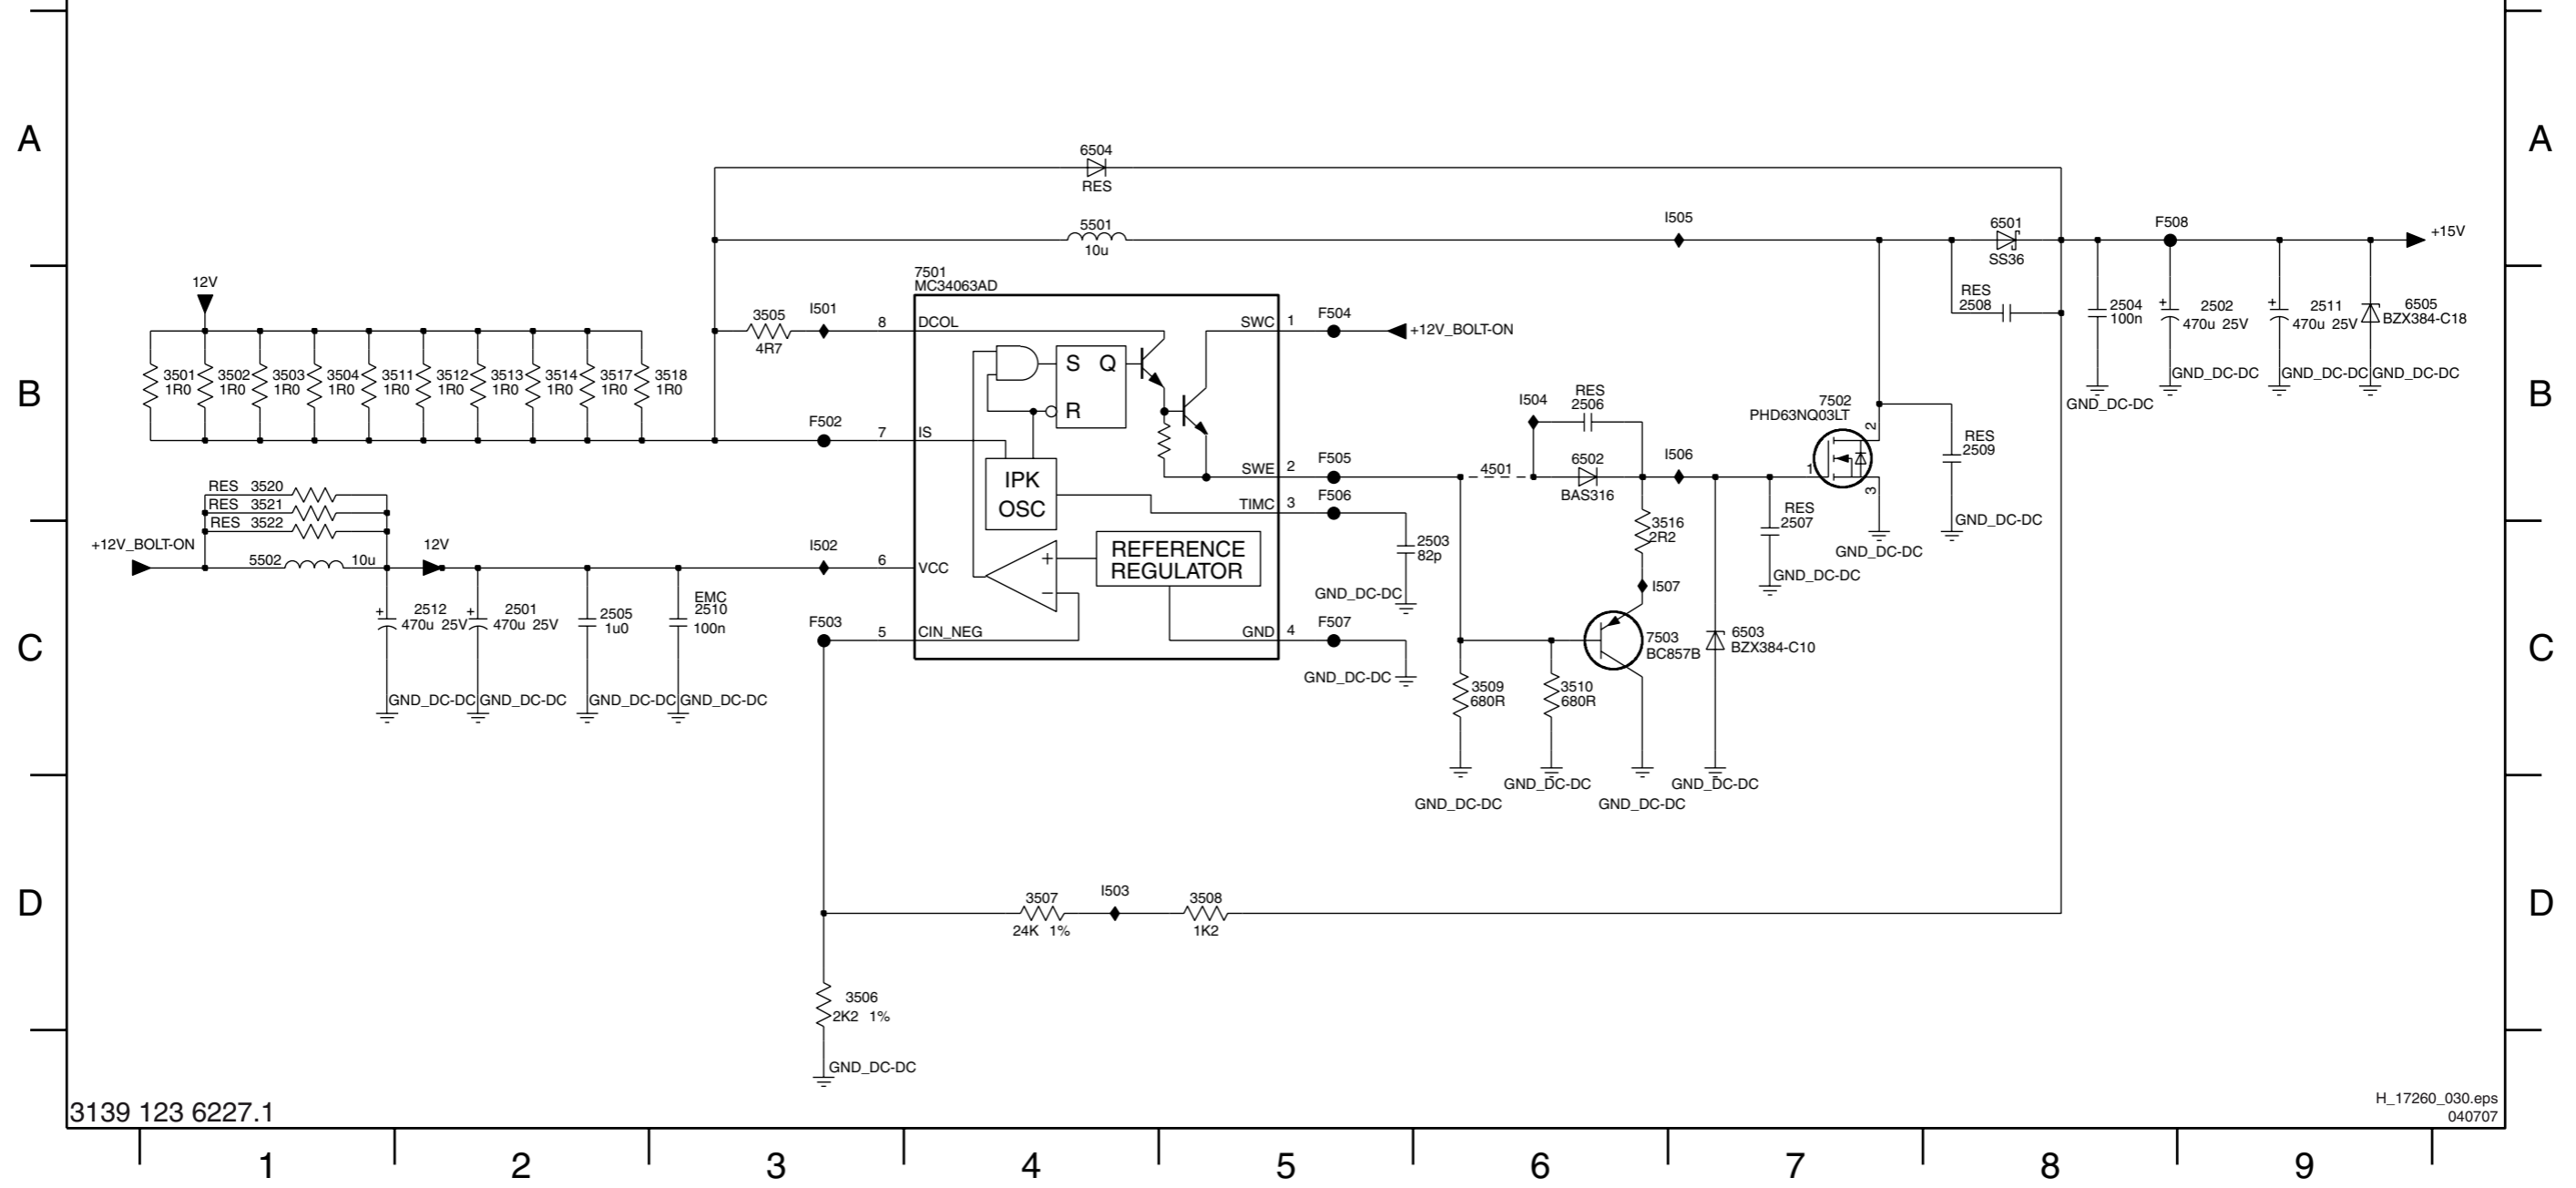 A
A
6504
RES
5501
10u
I505
6501
SS36
F508
+15V
12V
7501
MC34063AD
3505
4R7
I501
8
DCOL
SWC
1
F504
+12V_BOLT-ON
RES
2508
2504
100n
+
2502
470u 25V
+
2511
470u 25V
6505
BZX384-C18
GND_DC-DC
GND_DC-DC
GND_DC-DC
GND_DC-DC
B
B
3501
1R0
3502
1R0
3503
1R0
3504
1R0
3511
1R0
3512
1R0
3513
1R0
3514
1R0
3517
1R0
3518
1R0
S
Q
R
F502
7
IS
IPK
OSC
SWE
2
F505
TIMC
3
F506
4501
I504
RES
2506
6502
BAS316
I506
7502
PHD63NQ03LT
1
2
3
RES
2509
GND_DC-DC
GND_DC-DC
RES
2507
GND_DC-DC
RES 3520
RES 3521
RES 3522
+12V_BOLT-ON
5502
10u
12V
I502
6
VCC
REFERENCE
REGULATOR
+
−
2503
82p
GND_DC-DC
3516
2R2
I507
+
2512
470u 25V
+
2501
470u 25V
2505
1u0
EMC
2510
100n
GND_DC-DC
GND_DC-DC
GND_DC-DC
GND_DC-DC
F503
5
CIN_NEG
GND
4
F507
GND_DC-DC
7503
BC857B
6503
BZX384-C10
C
C
3509
680R
3510
680R
GND_DC-DC
GND_DC-DC
GND_DC-DC
GND_DC-DC
D
D
3507
24K 1%
I503
3508
1K2
3506
2K2 1%
GND_DC-DC
3139 123 6227.1
H_17260_030.eps
040707
1
2
3
4
5
6
7
8
9